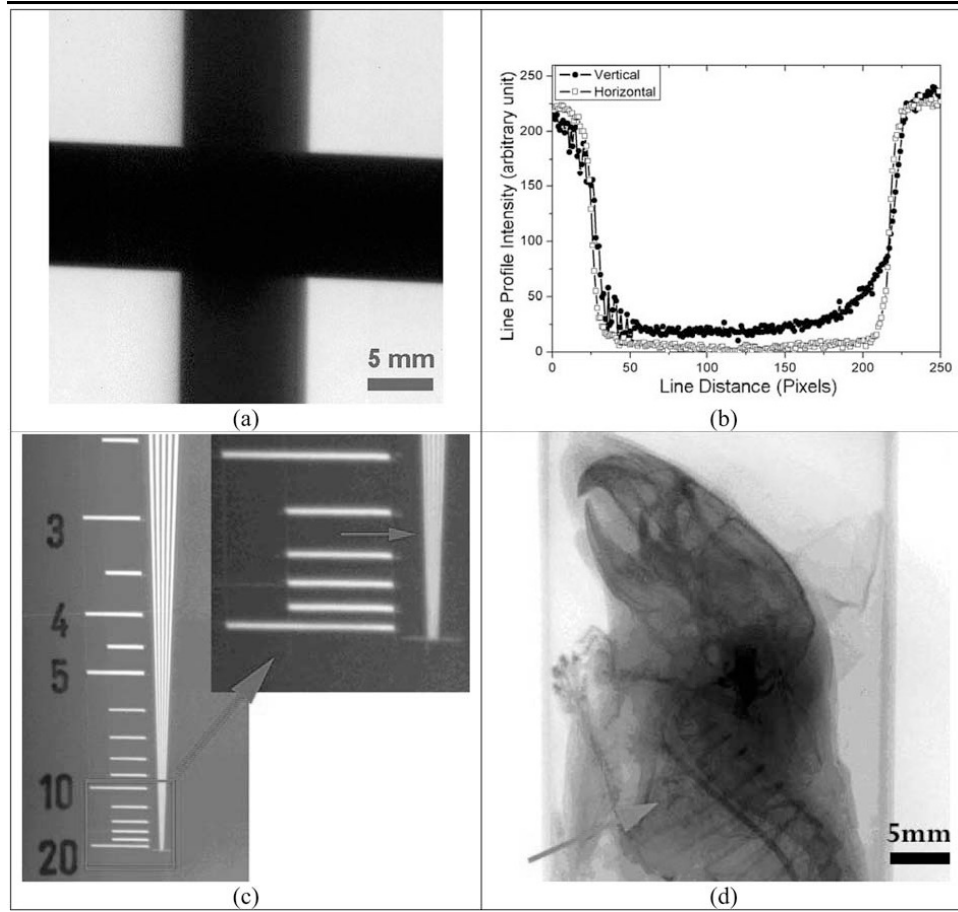 5 mm
(a)
Vertical
Horizontal
Line Profile Intensity (arbitrary unit)
250
200
150
100
50
0
0
50
100
150
200
250
Line Distance (Pixels)
(b)
3
4
5
10
20
(c)
5mm
(d)